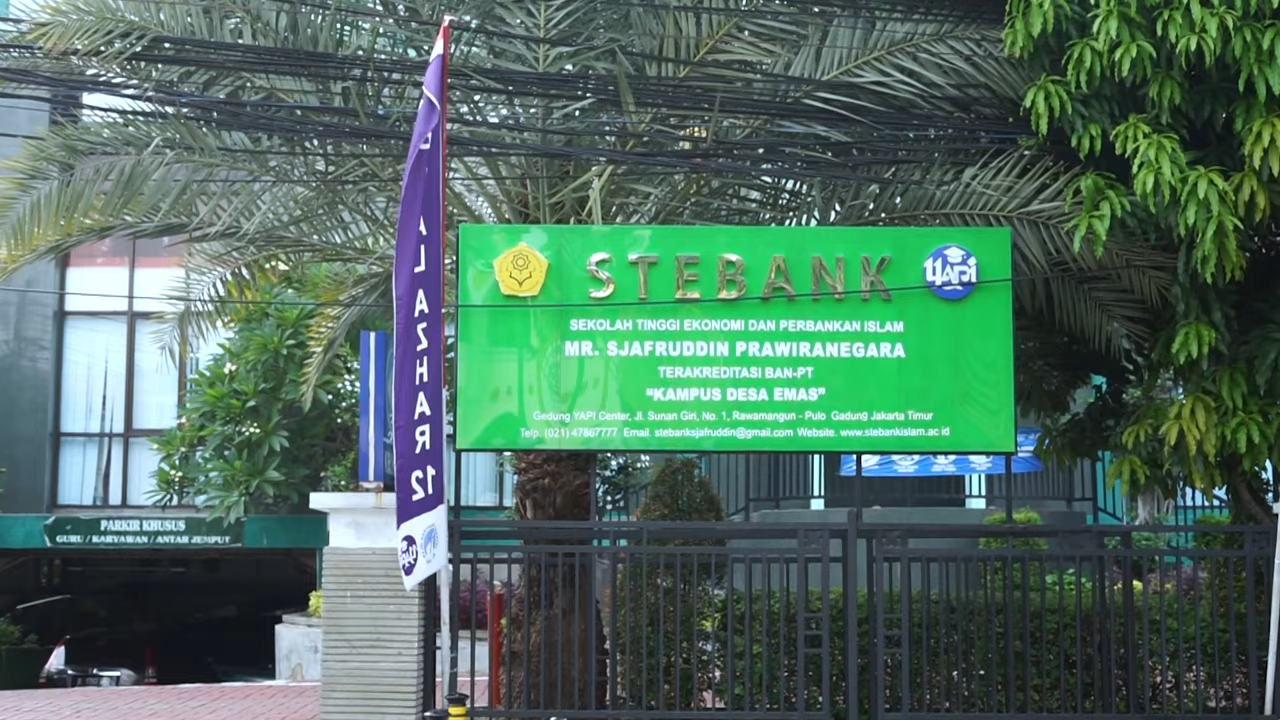 STEBANK
YAPI
SEKOLAH TINGGI EKONOMI DAN PERBANKAN ISLAM
MR. SJAFRUDDIN PRAWIRANEGARA
TERAKREDITASI BAN-PT
“KAMPUS DESA EMAS”
Gedung YAPI Center, Jl. Sunan Giri, No. 1, Rawamangun - Pulo Gadung Jakarta Timur
Telp. (021) 47867777 Email. stebanksjafruddin@gmail.com Website. www.stebankislam.ac.id
AL AZHAR 12
PARKIR KHUSUS
GURU / KARYAWAN / ANTAR JEMPUT